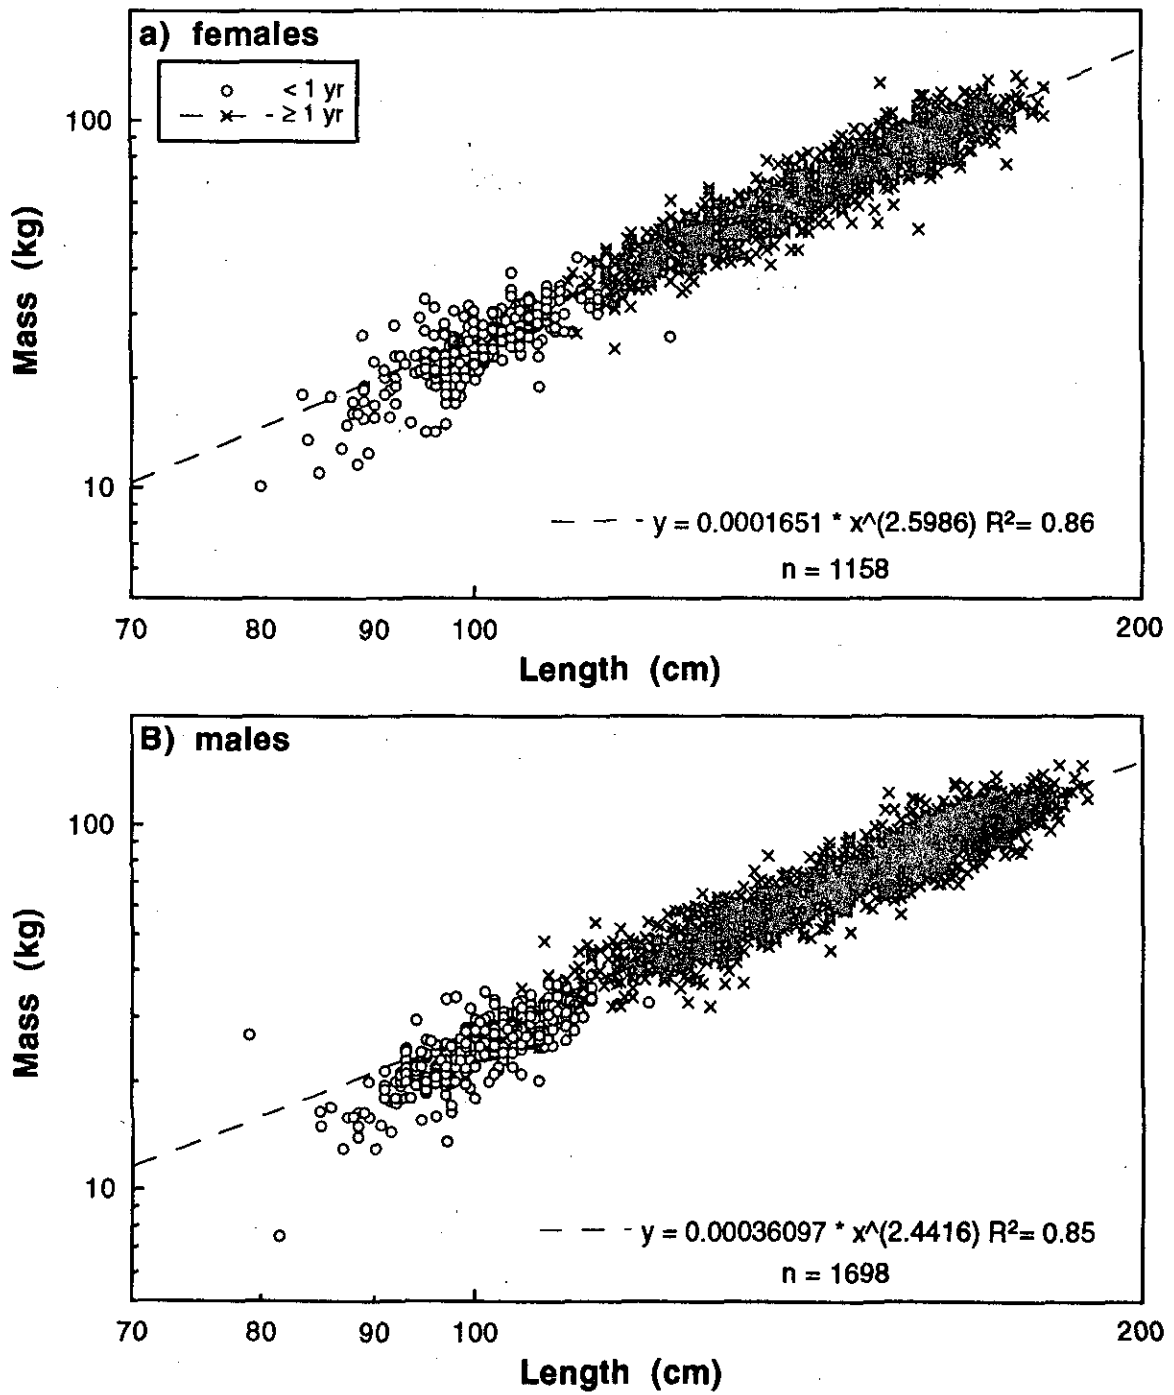 a) females
< 1 yr
≥ 1 yr
100
10
Mass (kg)
y = 0.0001651 * x^(2.5986) R²= 0.86
n = 1158
70 80 90 100 200
Length (cm)
B) males
100
10
Mass (kg)
y = 0.00036097 * x^(2.4416) R²= 0.85
n = 1698
70 80 90 100 200
Length (cm)